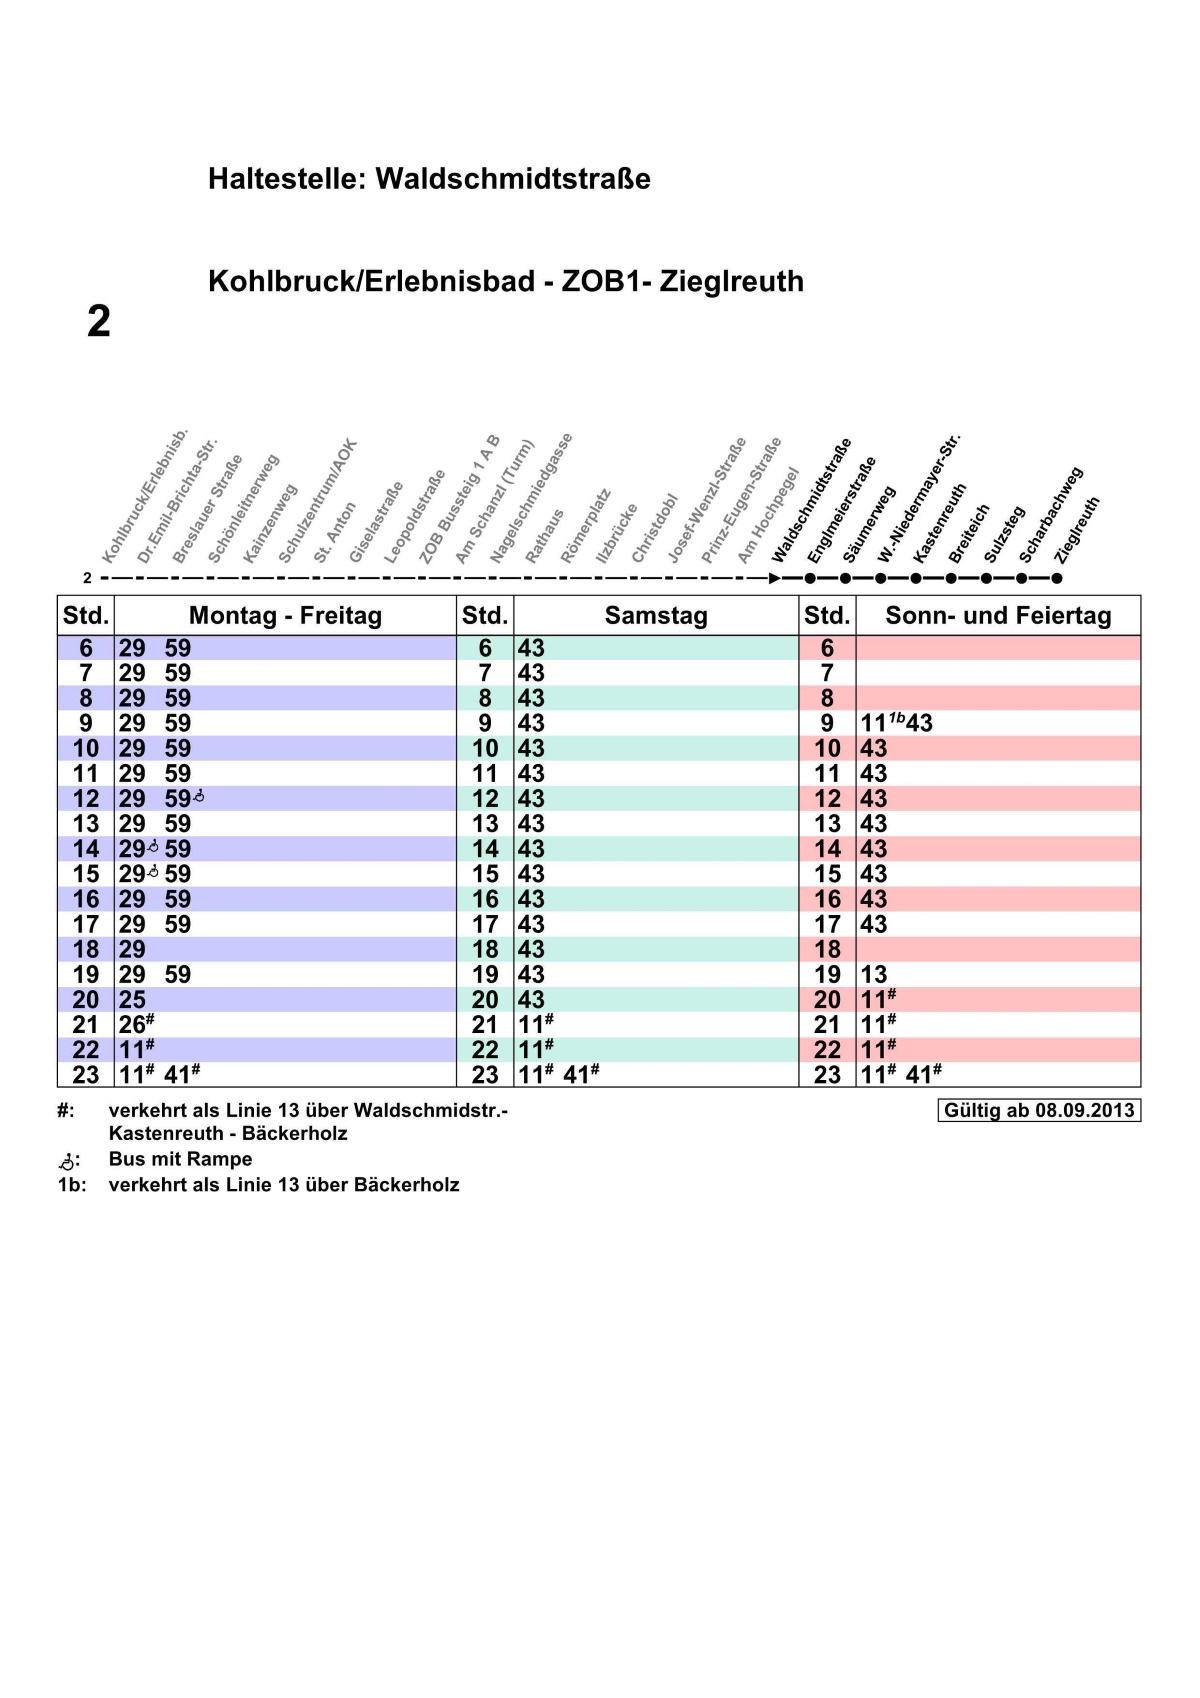 Haltestelle: Waldschmidtstraße
Kohlbruck/Erlebnisbad - ZOB1- Zieglreuth
2
Kohlbruck/Erlebnisb.
Dr.Emil-Brichta-Str.
Breslauer Straße
Schönleitnerweg
Kainzenweg
Schulzentrum/AOK
St. Anton
Giselastraße
Leopoldstraße
ZOB Bussteig 1 A B
Am Schanzl (Turm)
Nagelschmiedgasse
Rathaus
Römerplatz
Ilzbrücke
Christdobl
Josef-Wenzl-Straße
Prinz-Eugen-Straße
Am Hochpegel
Waldschmidtstraße
Englmeierstraße
Säumerweg
W.-Niedermayer-Str.
Kastenreuth
Breiteich
Sulzsteg
Scharbachweg
Zieglreuth
2
Std. Montag - Freitag Std. Samstag Std. Sonn- und Feiertag
6 29 59 6 43 6
7 29 59 7 43 7
8 29 59 8 43 8
9 29 59 9 43 9 11 1b 43
10 29 59 10 43 10 43
11 29 59 11 43 11 43
12 29 59 12 43 12 43
13 29 59 13 43 13 43
14 29 59 14 43 14 43
15 29 59 15 43 15 43
16 29 59 16 43 16 43
17 29 59 17 43 17 43
18 29 18 43 18
19 29 59 19 43 19 13
20 25 20 43 20 11#
21 26# 21 11# 21 11#
22 11# 22 11# 22 11#
23 11# 41# 23 11# 41# 23 11# 41#
#: verkehrt als Linie 13 über Waldschmidstr.- Gültig ab 08.09.2013
Kastenreuth - Bäckerholz
: Bus mit Rampe
1b: verkehrt als Linie 13 über Bäckerholz